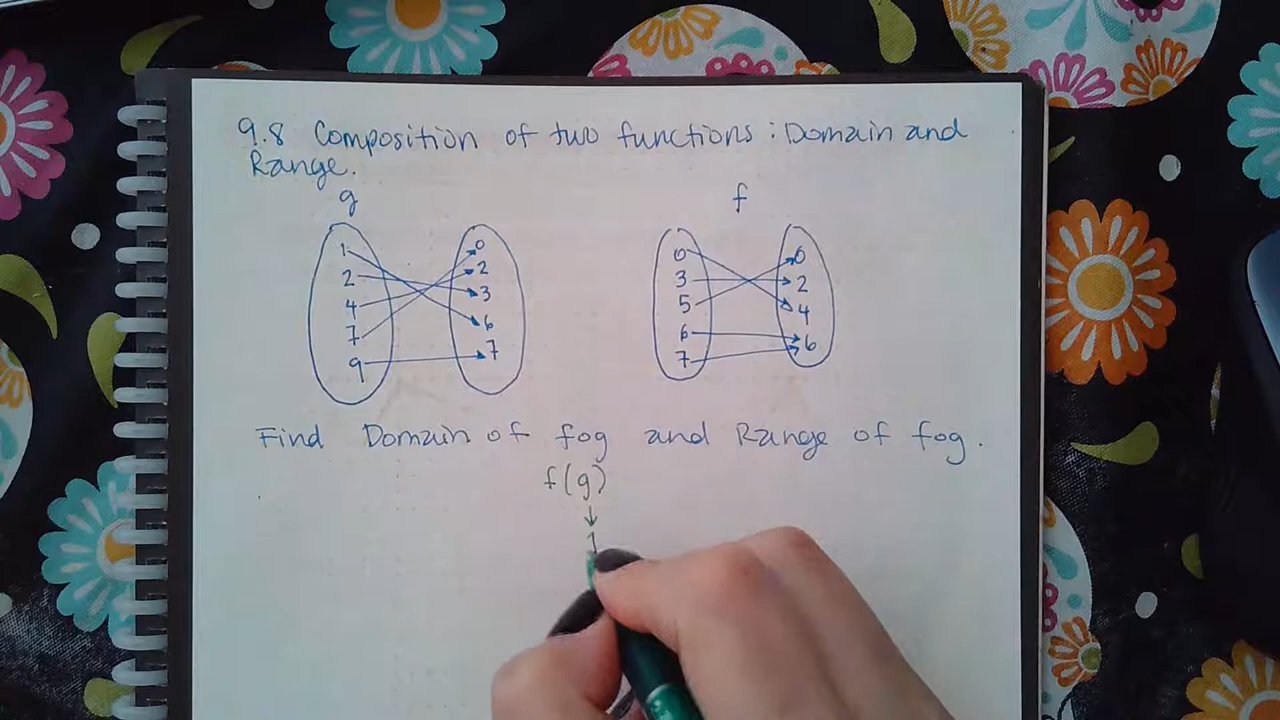 9.8 Composition of two functions: Domain and
Range.
g f
1 0 0 0
2 2 3 2
4 3 5 4
7 6 6 6
9 7 7
Find Domain of fog and Range of fog.
f(g)
↓
1